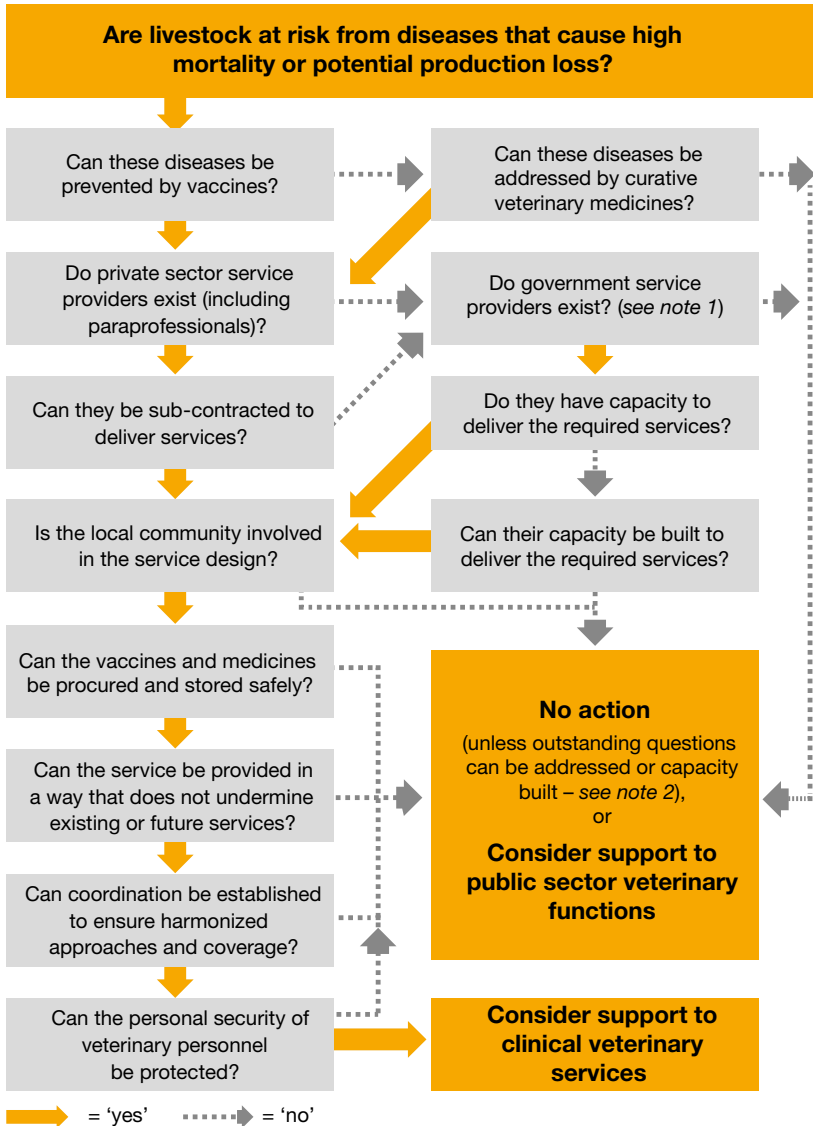 Are livestock at risk from diseases that cause high
mortality or potential production loss?
Can these diseases be
prevented by vaccines?
Can these diseases be
addressed by curative
veterinary medicines?
Do private sector service
providers exist (including
paraprofessionals)?
Do government service
providers exist? (see note 1)
Can they be sub-contracted to
deliver services?
Do they have capacity to
deliver the required services?
Is the local community involved
in the service design?
Can their capacity be built to
deliver the required services?
Can the vaccines and medicines
be procured and stored safely?
Can the service be provided in
a way that does not undermine
existing or future services?
Can coordination be established
to ensure harmonized
approaches and coverage?
No action
(unless outstanding questions
can be addressed or capacity
built – see note 2),
or
Consider support to
public sector veterinary
functions
Can the personal security of
veterinary personnel
be protected?
Consider support to
clinical veterinary
services
= ‘yes’ = ‘no’